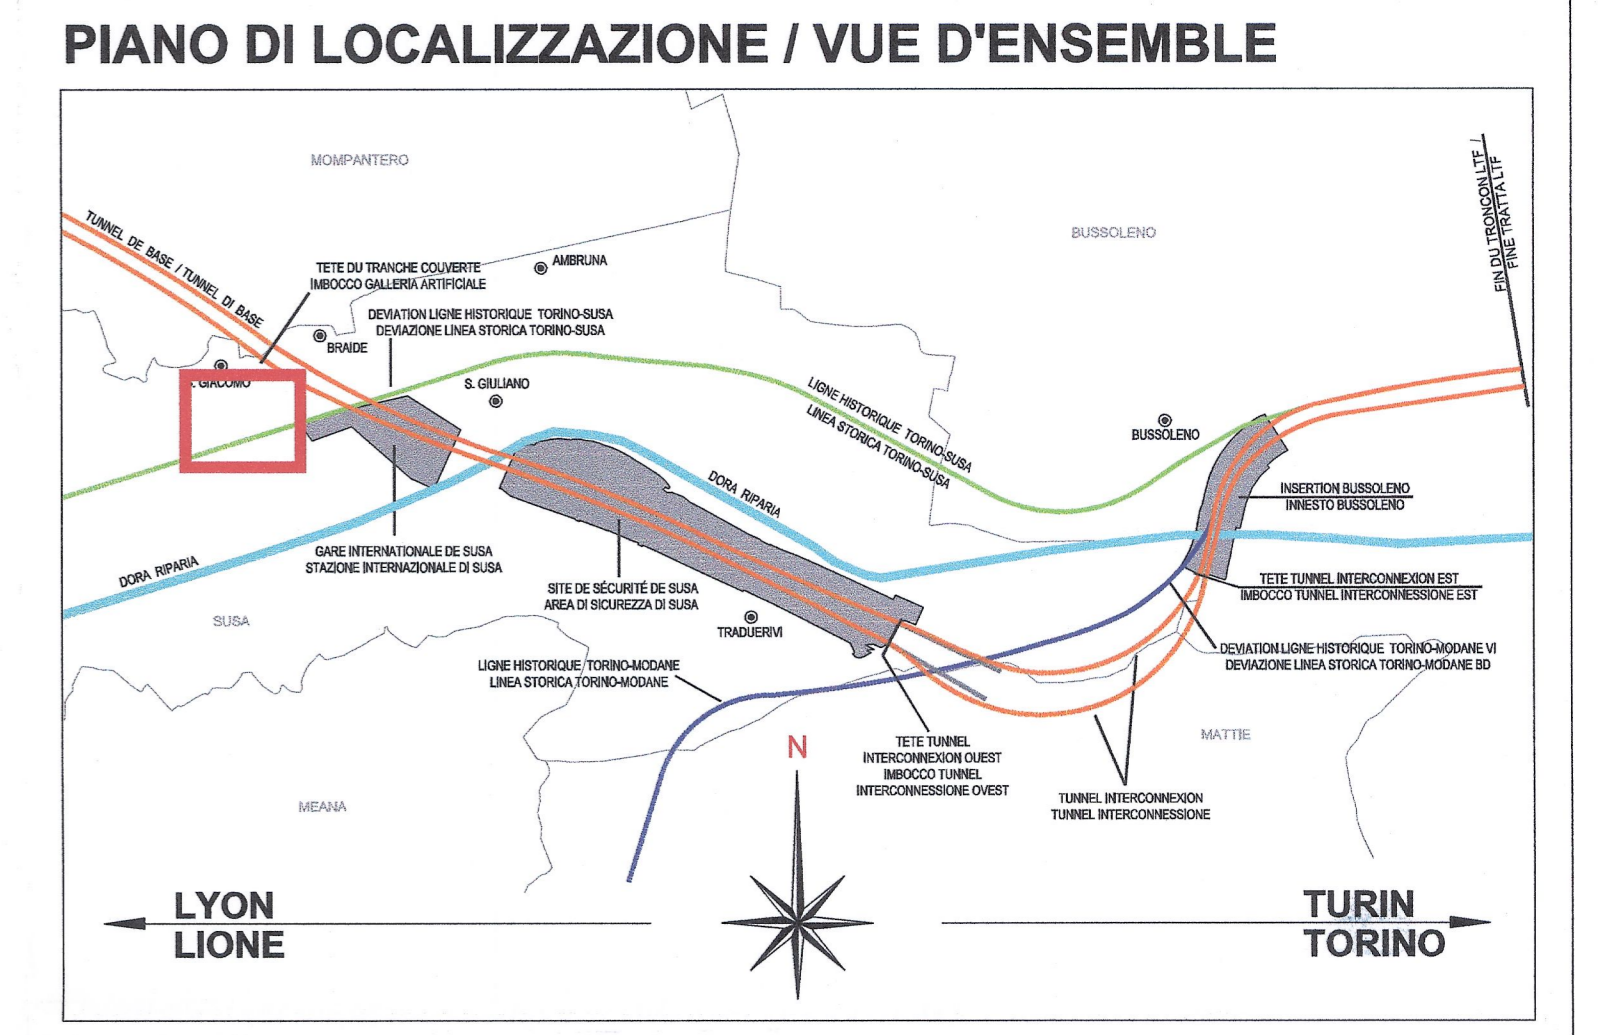 PIANO DI LOCALIZZAZIONE / VUE D'ENSEMBLE
MOMPANTERO
BUSSOLENO
FIN DU TRONCON LTF /
FINE TRATTA LTF
TUNNEL DE BASE / TUNNEL DI BASE
TETE DU TRANCHE COUVERTE
IMBOCCO GALLERIA ARTIFICIALE
AMBRUNA
DEVIATION LIGNE HISTORIQUE TORINO-SUSA
DEVIAZIONE LINEA STORICA TORINO-SUSA
BRAIDE
S. GIACOMO
S. GIULIANO
LIGNE HISTORIQUE TORINO-SUSA
LINEA STORICA TORINO-SUSA
BUSSOLENO
DORA RIPARIA
INSERTION BUSSOLENO
INNESTO BUSSOLENO
GARE INTERNATIONALE DE SUSA
STAZIONE INTERNAZIONALE DI SUSA
DORA RIPARIA
SITE DE SÉCURITÉ DE SUSA
AREA DI SICUREZZA DI SUSA
TETE TUNNEL INTERCONNEXION EST
IMBOCCO TUNNEL INTERCONNESSIONE EST
SUSA
TRADUERIVI
DEVIATION LIGNE HISTORIQUE TORINO-MODANE VI
DEVIAZIONE LINEA STORICA TORINO-MODANE BD
LIGNE HISTORIQUE TORINO-MODANE
LINEA STORICA TORINO-MODANE
MATTIE
N
TETE TUNNEL
INTERCONNEXION OUEST
IMBOCCO TUNNEL
INTERCONNESSIONE OVEST
TUNNEL INTERCONNEXION
TUNNEL INTERCONNESSIONE
MEANA
LYON
LIONE
TURIN
TORINO